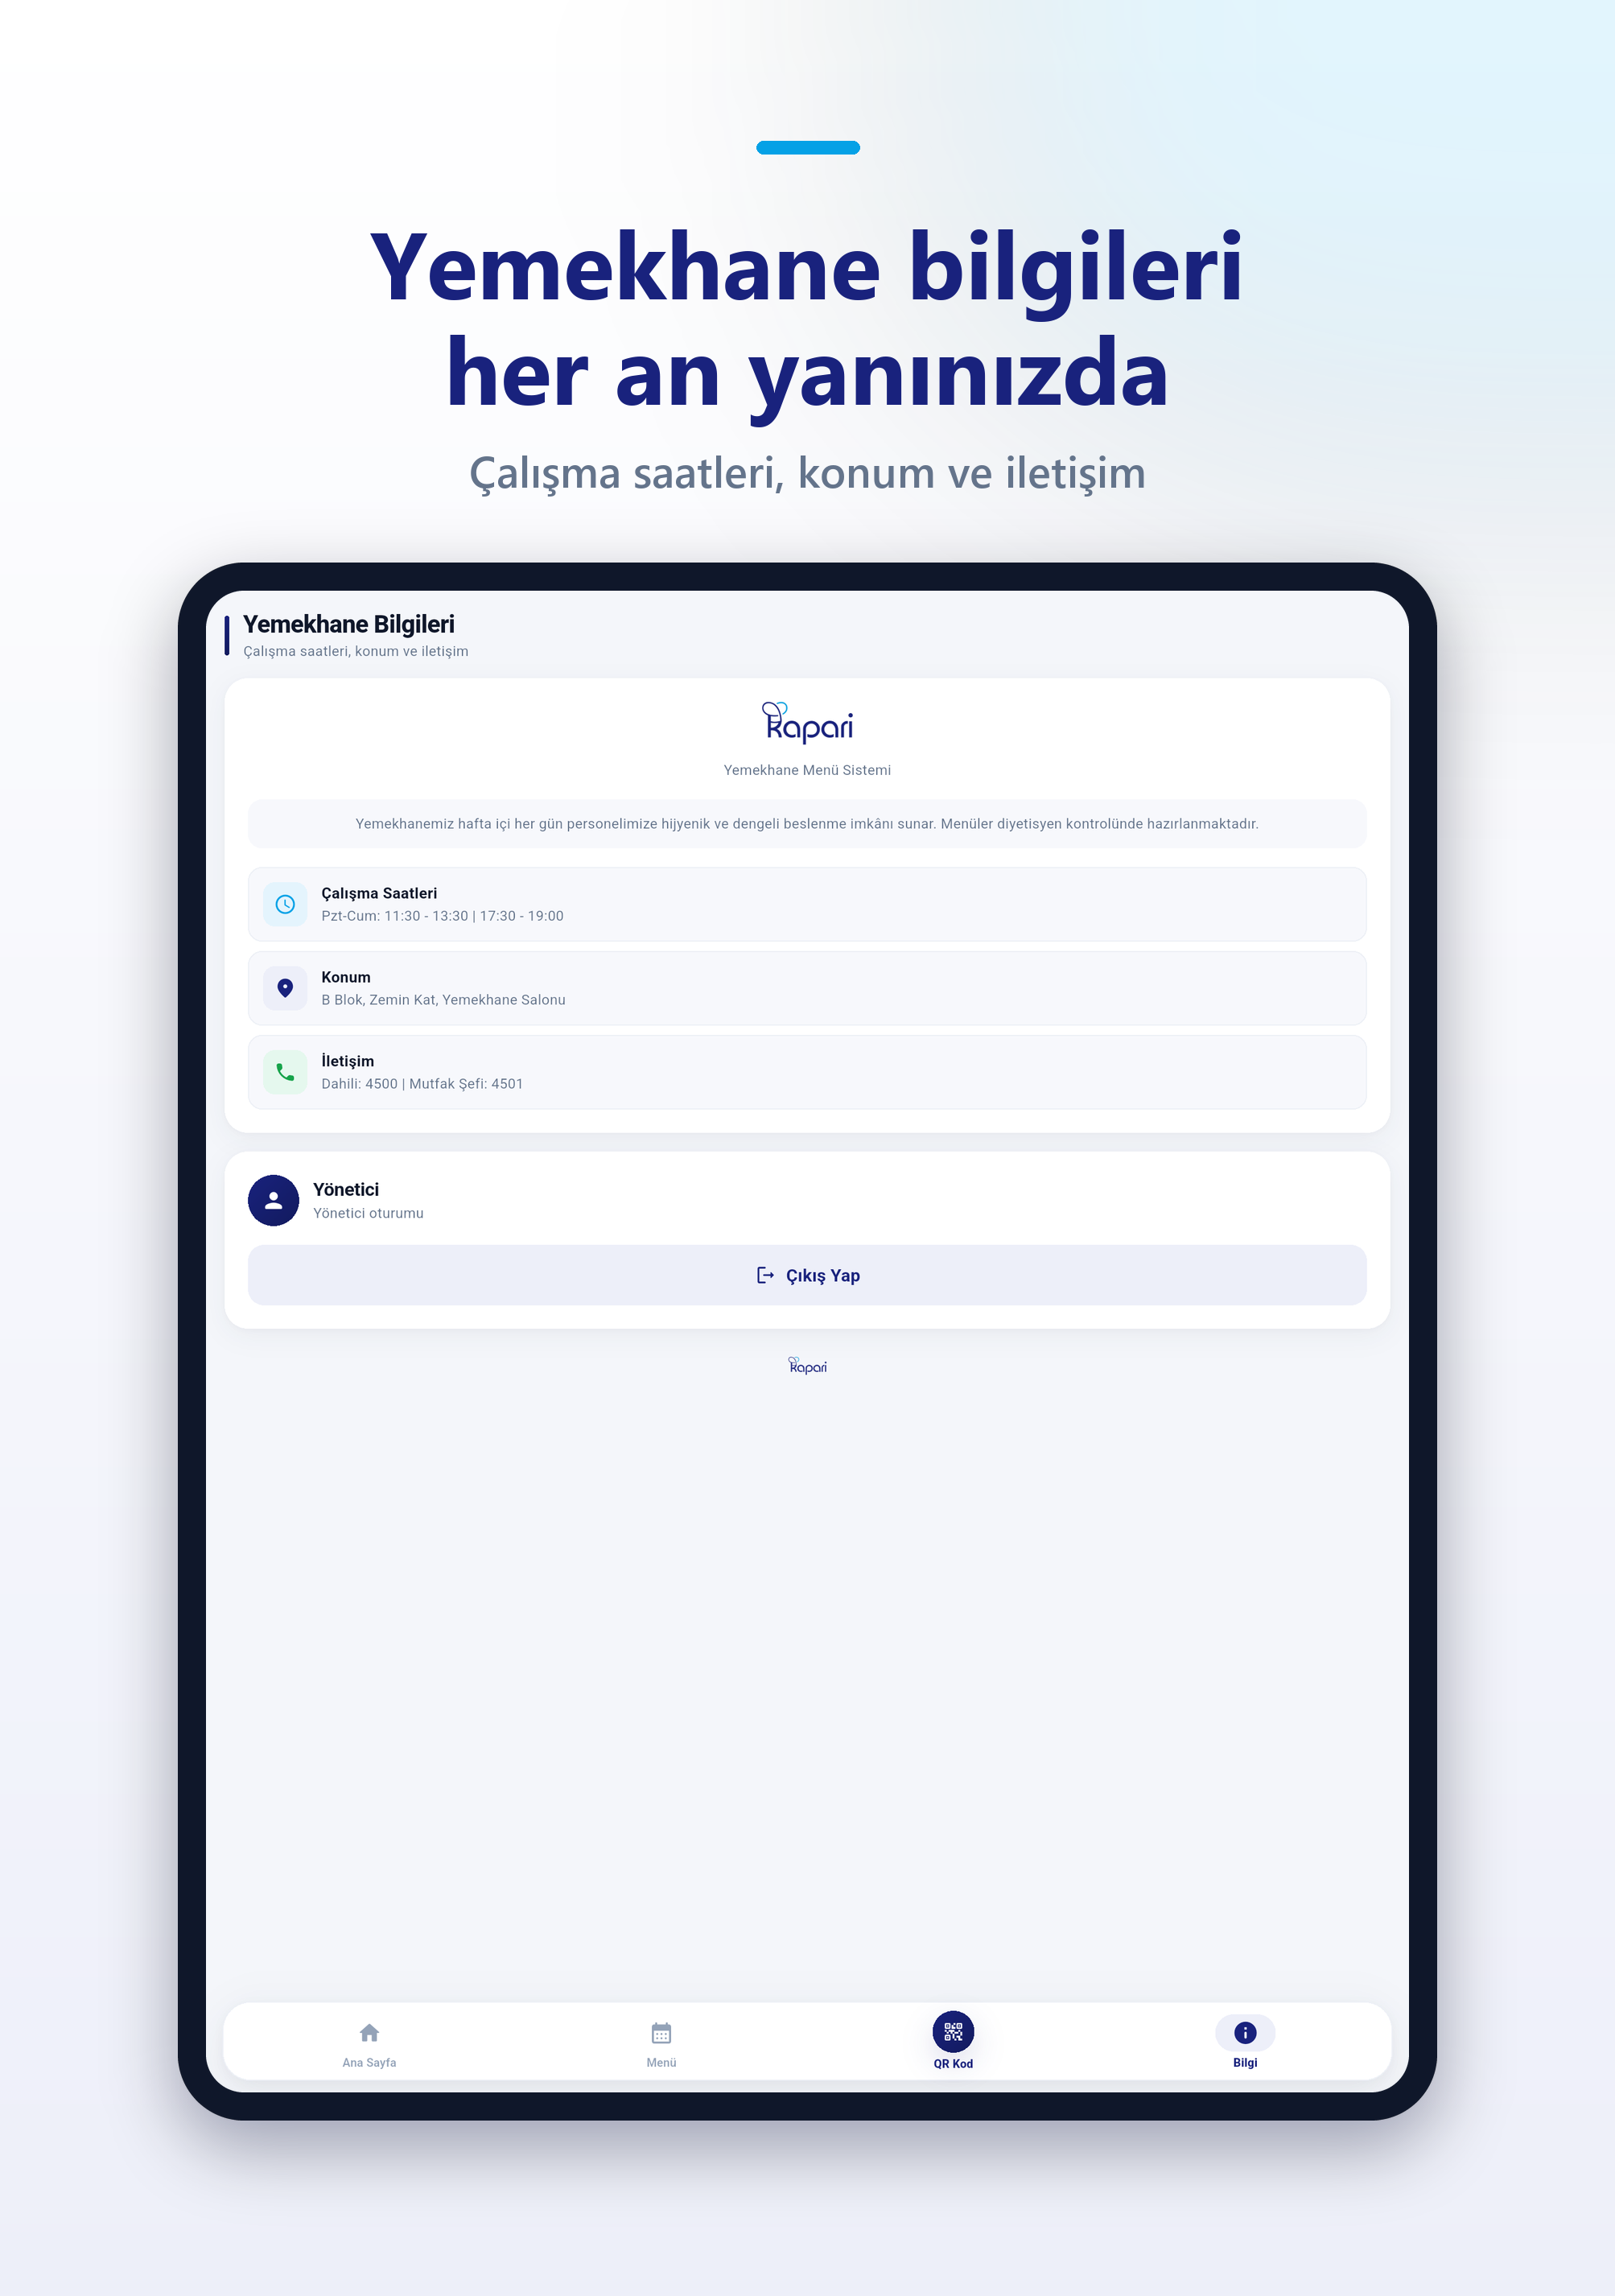 Yemekhane bilgileri
her an yanınızda
Çalışma saatleri, konum ve iletişim
Yemekhane Bilgileri
Çalışma saatleri, konum ve iletişim
kapari
Yemekhane Menü Sistemi
Yemekhanemiz hafta içi her gün personelimize hijyenik ve dengeli beslenme imkânı sunar. Menüler diyetisyen kontrolünde hazırlanmaktadır.
Çalışma Saatleri
Pzt-Cum: 11:30 - 13:30 | 17:30 - 19:00
Konum
B Blok, Zemin Kat, Yemekhane Salonu
İletişim
Dahili: 4500 | Mutfak Şefi: 4501
Yönetici
Yönetici oturumu
Çıkış Yap
kapari
Ana Sayfa
Menü
QR Kod
Bilgi